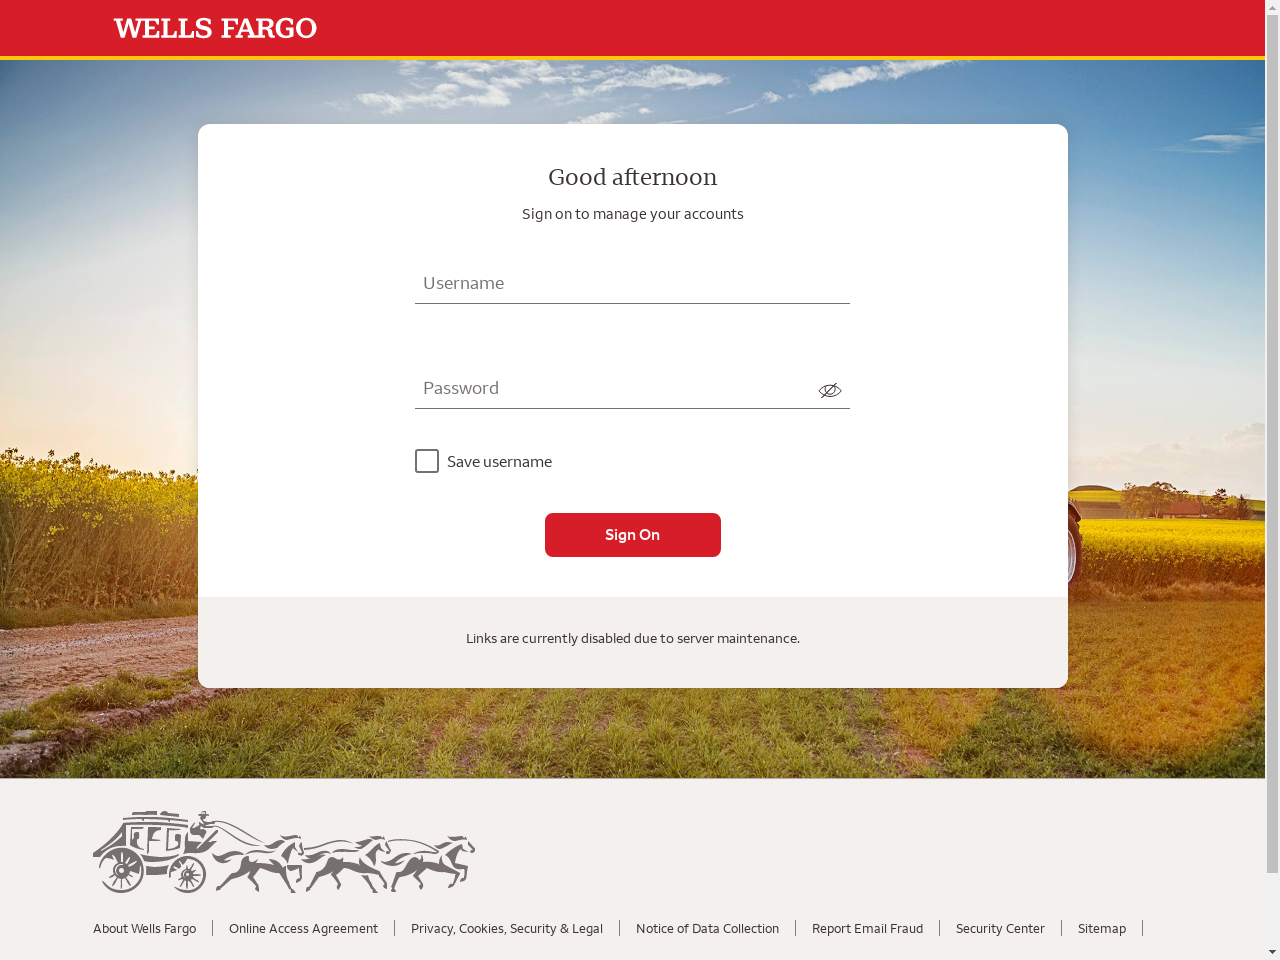 WELLS FARGO
Good afternoon
Sign on to manage your accounts
Username
Password
Save username
Sign On
Links are currently disabled due to server maintenance.
About Wells Fargo
Online Access Agreement
Privacy, Cookies, Security & Legal
Notice of Data Collection
Report Email Fraud
Security Center
Sitemap